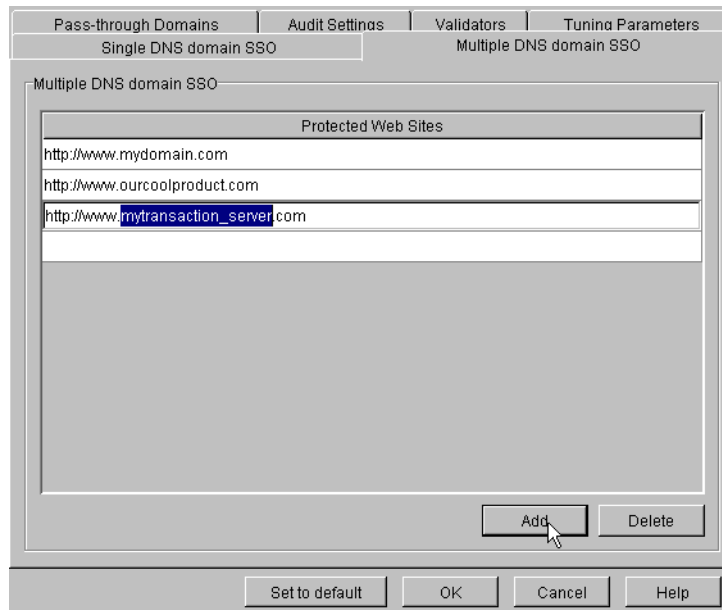 Pass-through Domains Audit Settings Validators Tuning Parameters
Single DNS domain SSO Multiple DNS domain SSO
Multiple DNS domain SSO
Protected Web Sites
http://www.mydomain.com
http://www.ourcoolproduct.com
http://www.mytransaction_server.com
Add Delete
Set to default OK Cancel Help